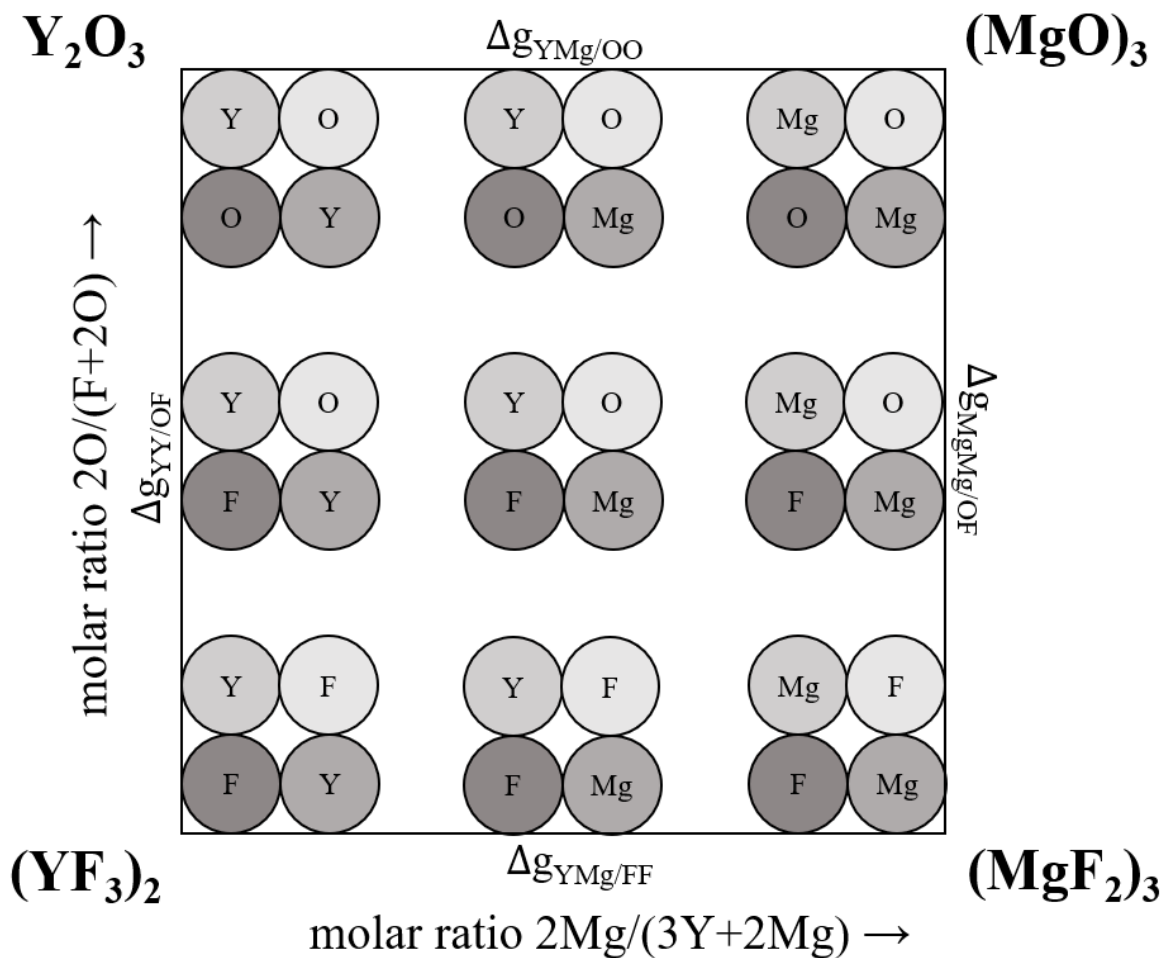 Y₂O₃
Δg_YMg/OO
(MgO)₃
Y O Y O Mg O
O Y O Mg O Mg
molar ratio 2O/(F+2O) →
Δg_YY/OF
Y O Y O Mg O
F Y F Mg F Mg
Δg_MgMg/OF
Y F Y F Mg F
F Y F Mg F Mg
(YF₃)₂
Δg_YMg/FF
(MgF₂)₃
molar ratio 2Mg/(3Y+2Mg) →